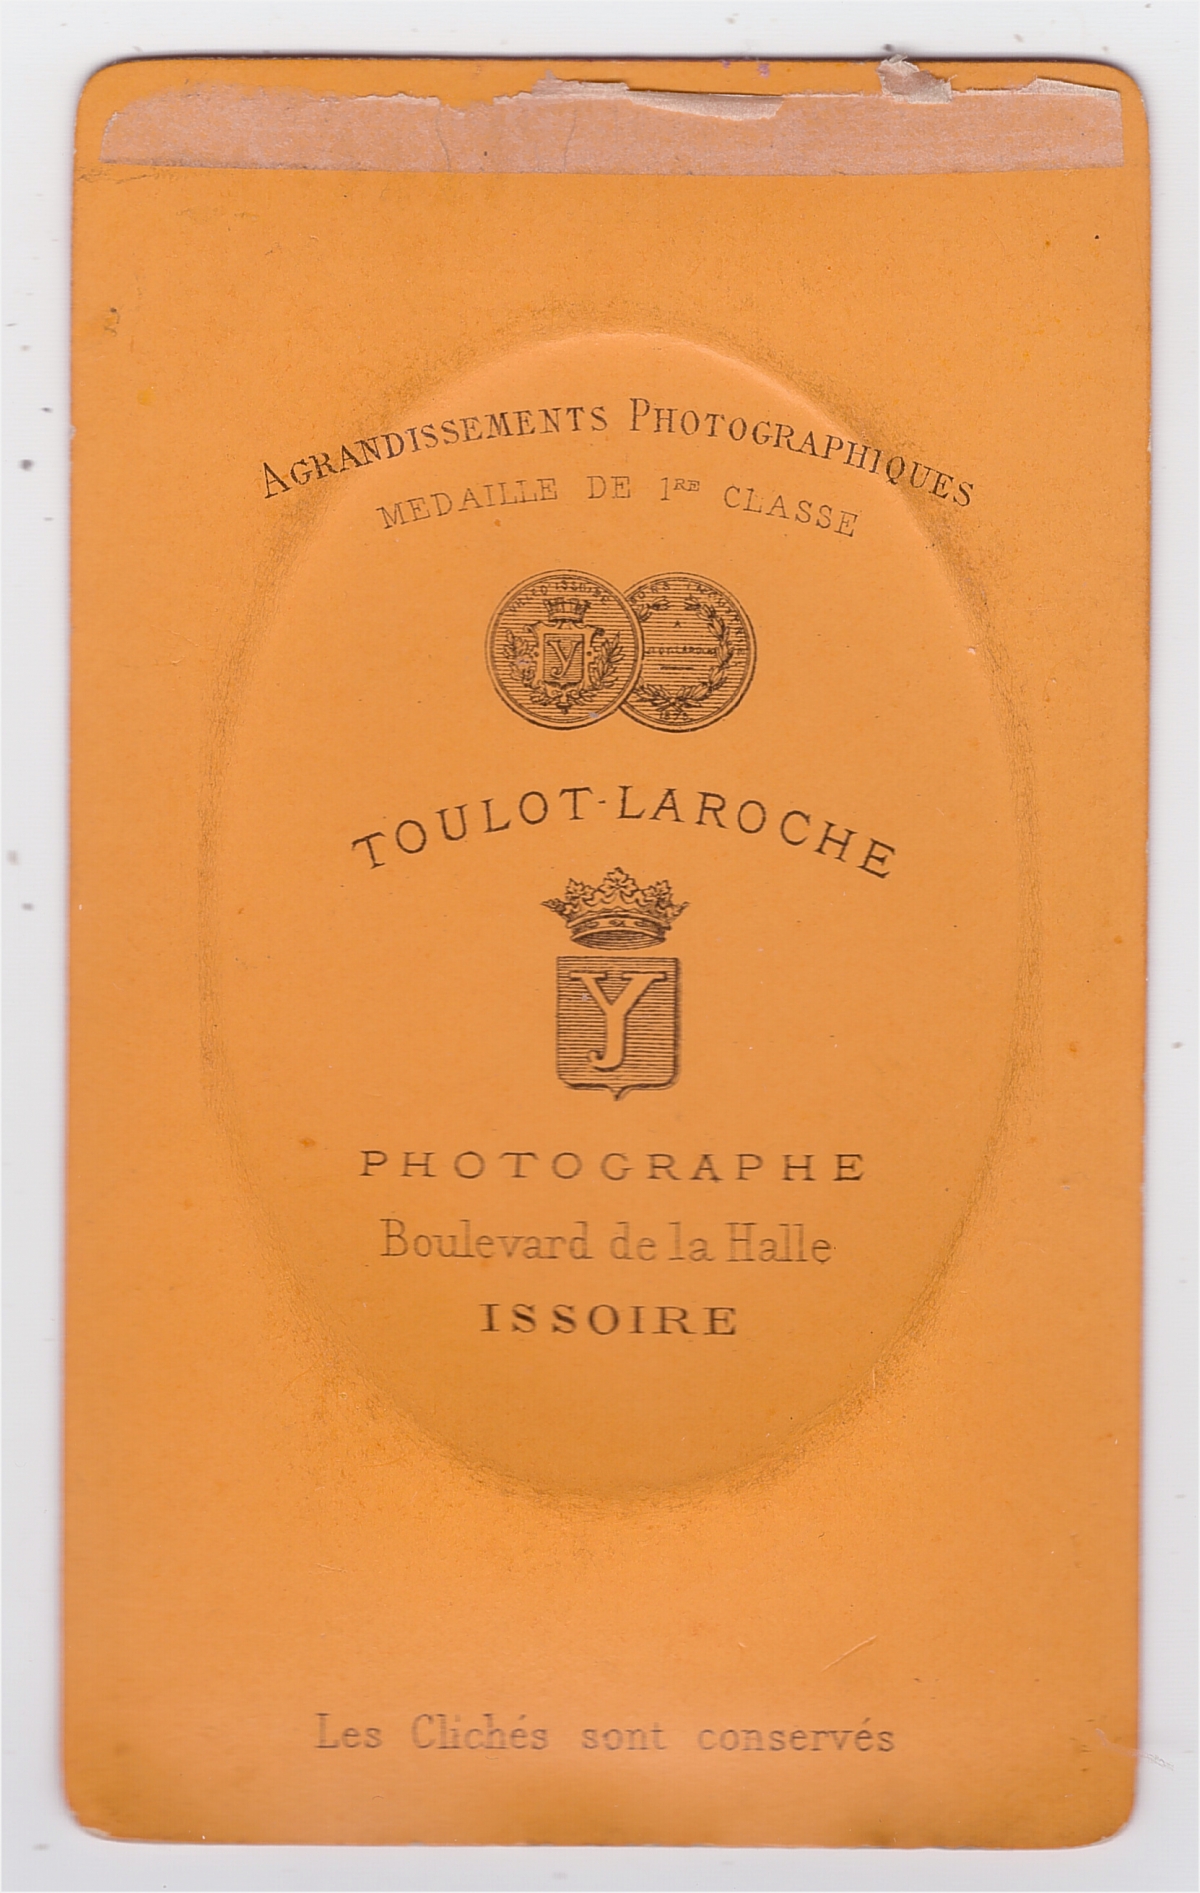 AGRANDISSEMENTS PHOTOGRAPHIQUES
MEDAILLE DE 1RE CLASSE
Y
TOULOT-LAROCHE
Y
PHOTOGRAPHE
Boulevard de la Halle
ISSOIRE
Les Clichés sont conservés